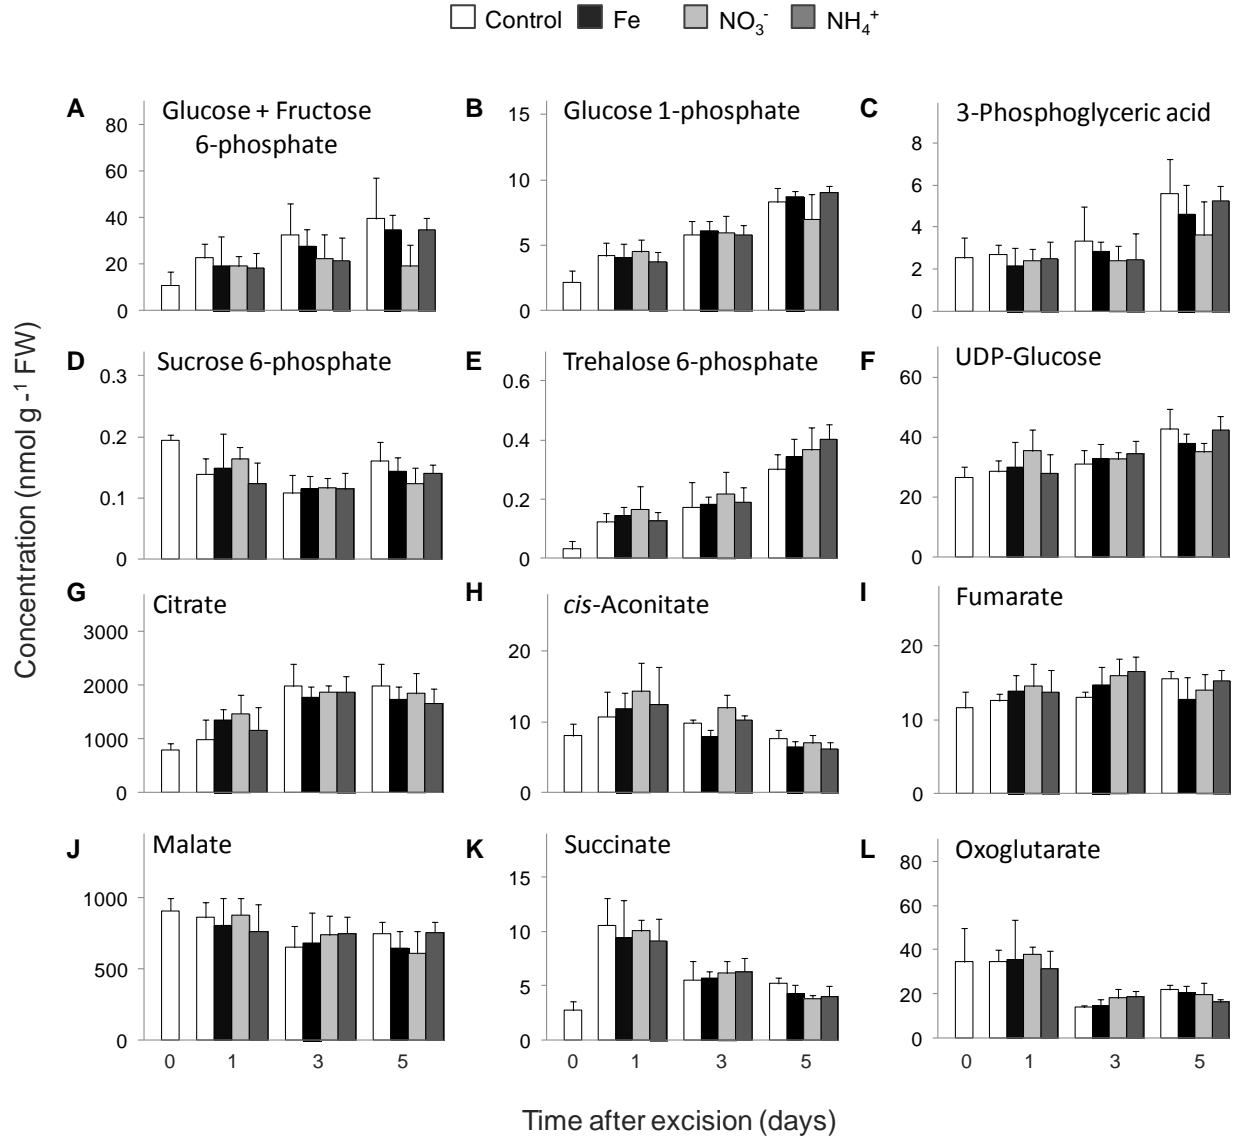 Control Fe NO₃⁻ NH₄⁺
A Glucose + Fructose
6-phosphate
80
60
40
20
0
B Glucose 1-phosphate
15
10
5
0
C 3-Phosphoglyceric acid
8
6
4
2
0
D Sucrose 6-phosphate
0.3
0.2
0.1
0
E Trehalose 6-phosphate
0.6
0.4
0.2
0
F UDP-Glucose
60
40
20
0
G Citrate
3000
2000
1000
0
H cis-Aconitate
20
10
0
I Fumarate
20
10
0
J Malate
1000
500
0
0 1 3 5
K Succinate
15
10
5
0
0 1 3 5
L Oxoglutarate
80
60
40
20
0
0 1 3 5
Concentration (nmol g -¹ FW)
Time after excision (days)